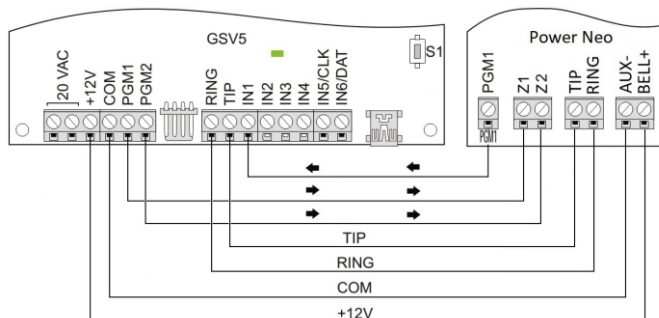 GSV5
Power Neo
S1
20 VAC
+12V
COM
PGM1
PGM2
RING
TIP
IN1
IN2
IN3
IN4
IN5/CLK
IN6/DAT
PGM1
Z1
Z2
TIP
RING
AUX-
BELL+
PGM1
TIP
RING
COM
+12V